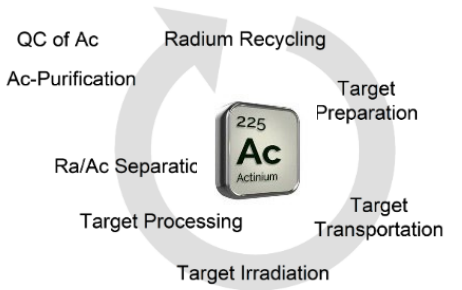 QC of Ac
Radium Recycling
Ac-Purification
Target
Preparation
225
Ac
Actinium
Ra/Ac Separatic
Target Processing
Target
Transportation
Target Irradiation